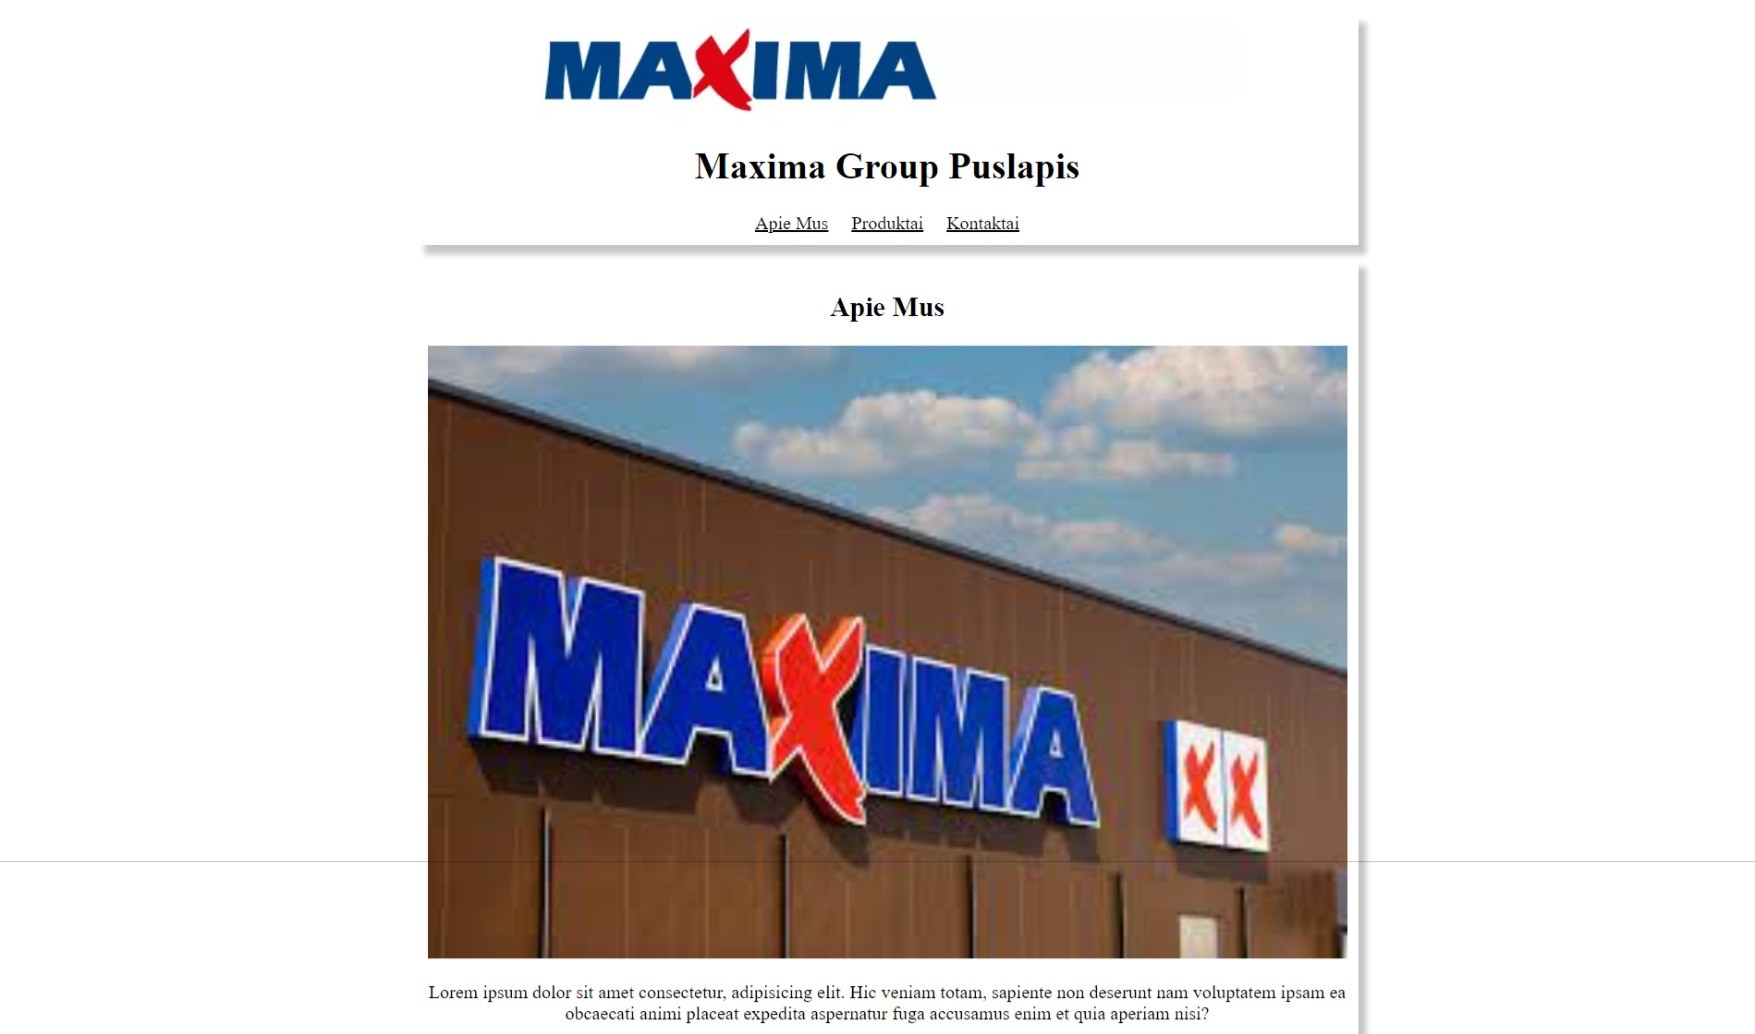 MAXIMA
Maxima Group Puslapis
Apie Mus Produktai Kontaktai
Apie Mus
MAXIMA XX
Lorem ipsum dolor sit amet consectetur, adipisicing elit. Hic veniam totam, sapiente non deserunt nam voluptatem ipsam ea
obcaecati animi placeat expedita aspernatur fuga accusamus enim et quia aperiam nisi?